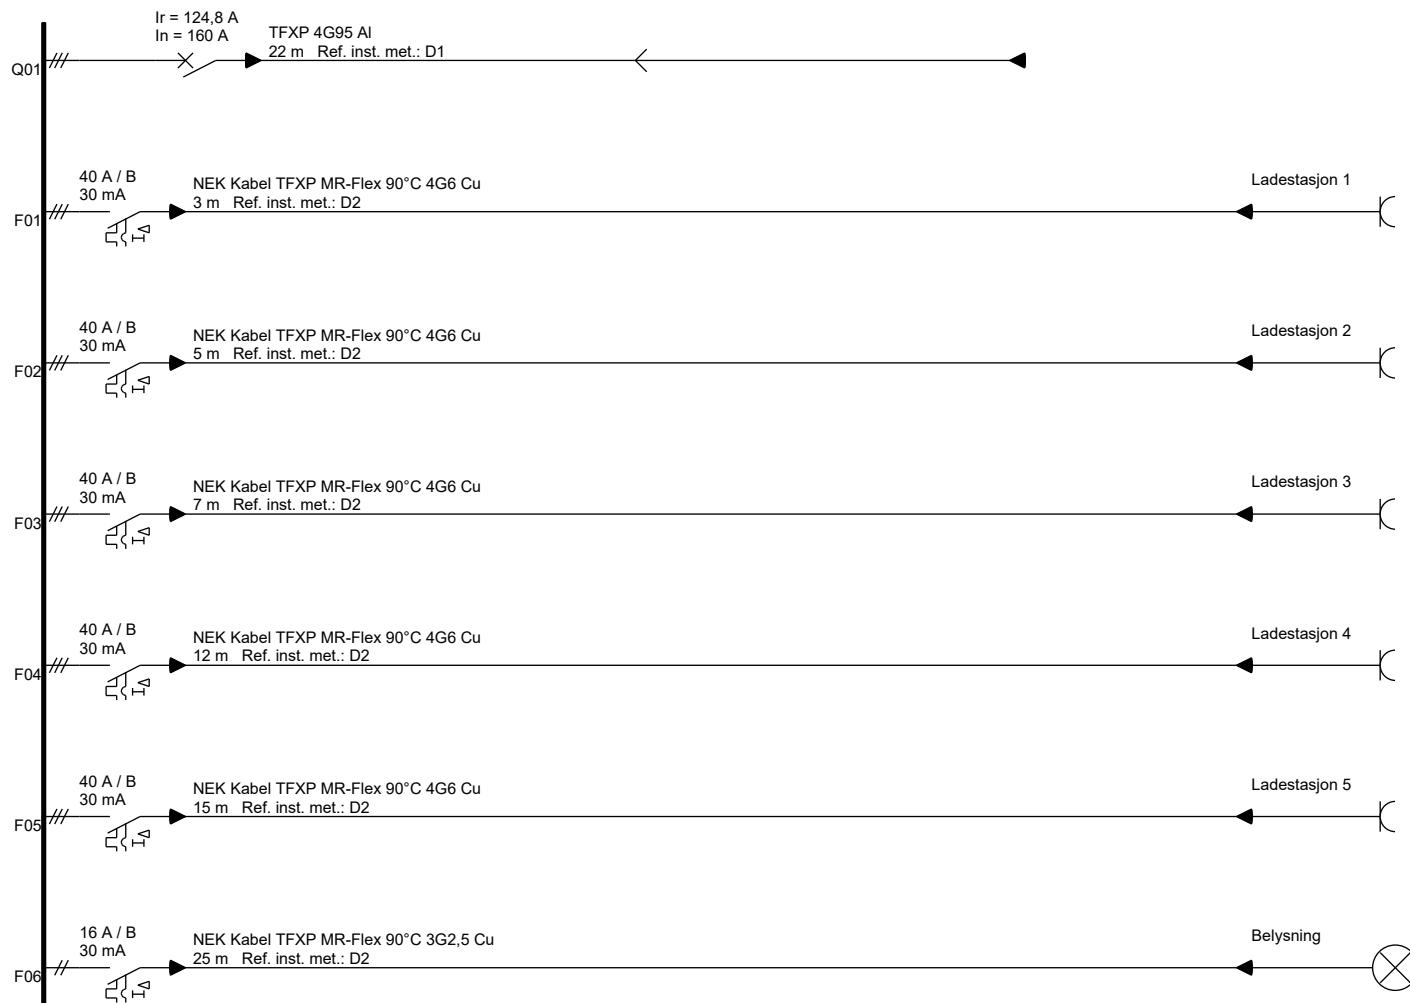 Ir = 124,8 A
In = 160 A
TFXP 4G95 Al
22 m   Ref. inst. met.: D1
Q01
40 A / B
30 mA
NEK Kabel TFXP MR-Flex 90°C 4G6 Cu
3 m   Ref. inst. met.: D2
Ladestasjon 1
F01
40 A / B
30 mA
NEK Kabel TFXP MR-Flex 90°C 4G6 Cu
5 m   Ref. inst. met.: D2
Ladestasjon 2
F02
40 A / B
30 mA
NEK Kabel TFXP MR-Flex 90°C 4G6 Cu
7 m   Ref. inst. met.: D2
Ladestasjon 3
F03
40 A / B
30 mA
NEK Kabel TFXP MR-Flex 90°C 4G6 Cu
12 m   Ref. inst. met.: D2
Ladestasjon 4
F04
40 A / B
30 mA
NEK Kabel TFXP MR-Flex 90°C 4G6 Cu
15 m   Ref. inst. met.: D2
Ladestasjon 5
F05
16 A / B
30 mA
NEK Kabel TFXP MR-Flex 90°C 3G2,5 Cu
25 m   Ref. inst. met.: D2
Belysning
F06